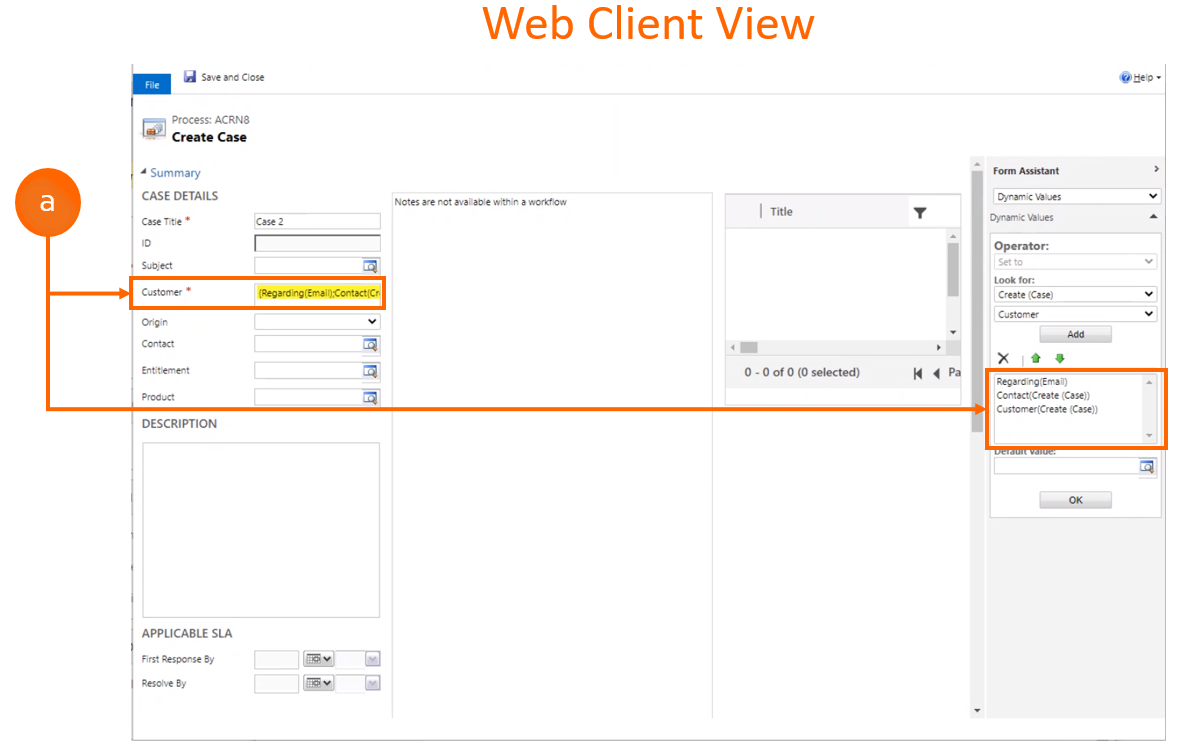 Web Client View
File
Save and Close
Help
Process: ACRN8
Create Case
a
Summary
CASE DETAILS
Case Title *
Case 2
ID
Subject
Customer *
{Regarding(Email);Contact(Cr
Origin
Contact
Entitlement
Product
DESCRIPTION
APPLICABLE SLA
First Response By
Resolve By
Notes are not available within a workflow
Title
0 - 0 of 0 (0 selected)
Pa
Form Assistant
Dynamic Values
Dynamic Values
Operator:
Set to
Look for:
Create (Case)
Customer
Add
Regarding(Email)
Contact(Create (Case))
Customer(Create (Case))
Default Value:
OK